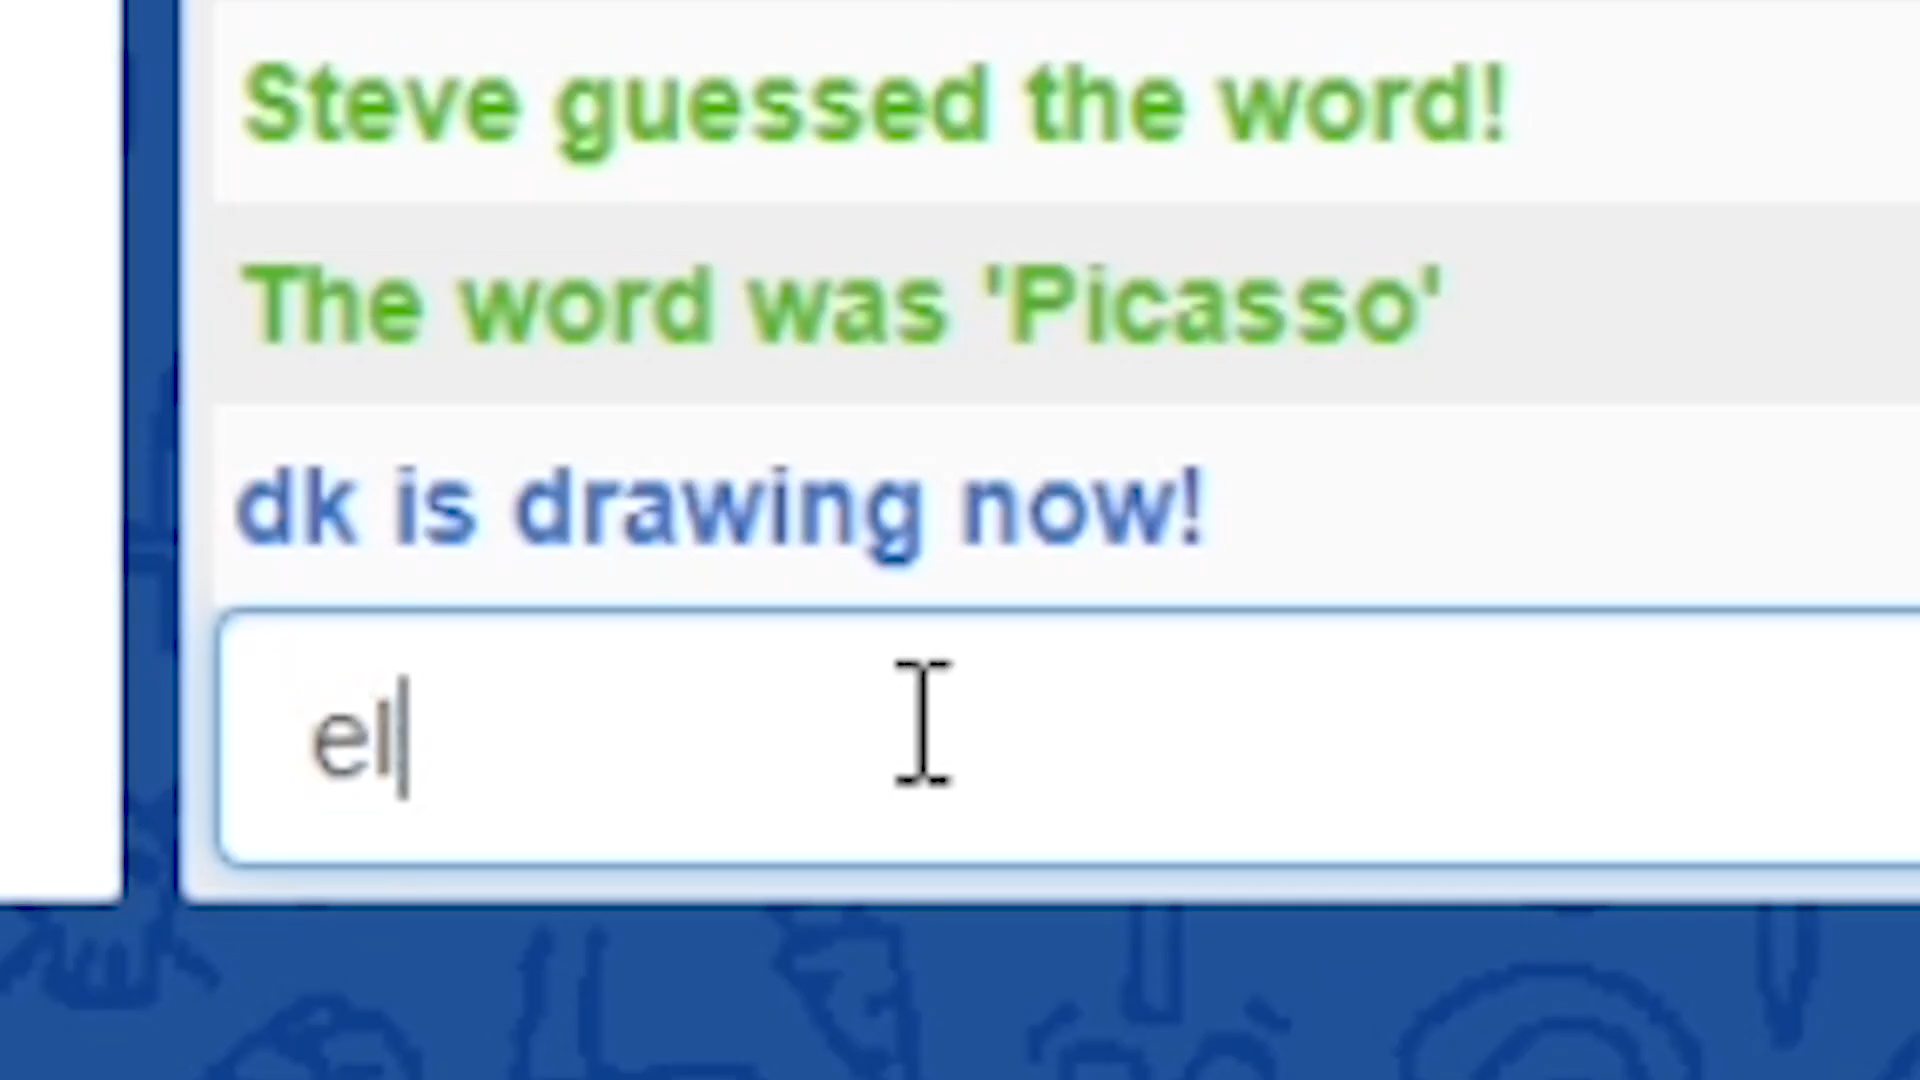 Steve guessed the word!
The word was 'Picasso'
dk is drawing now!
el